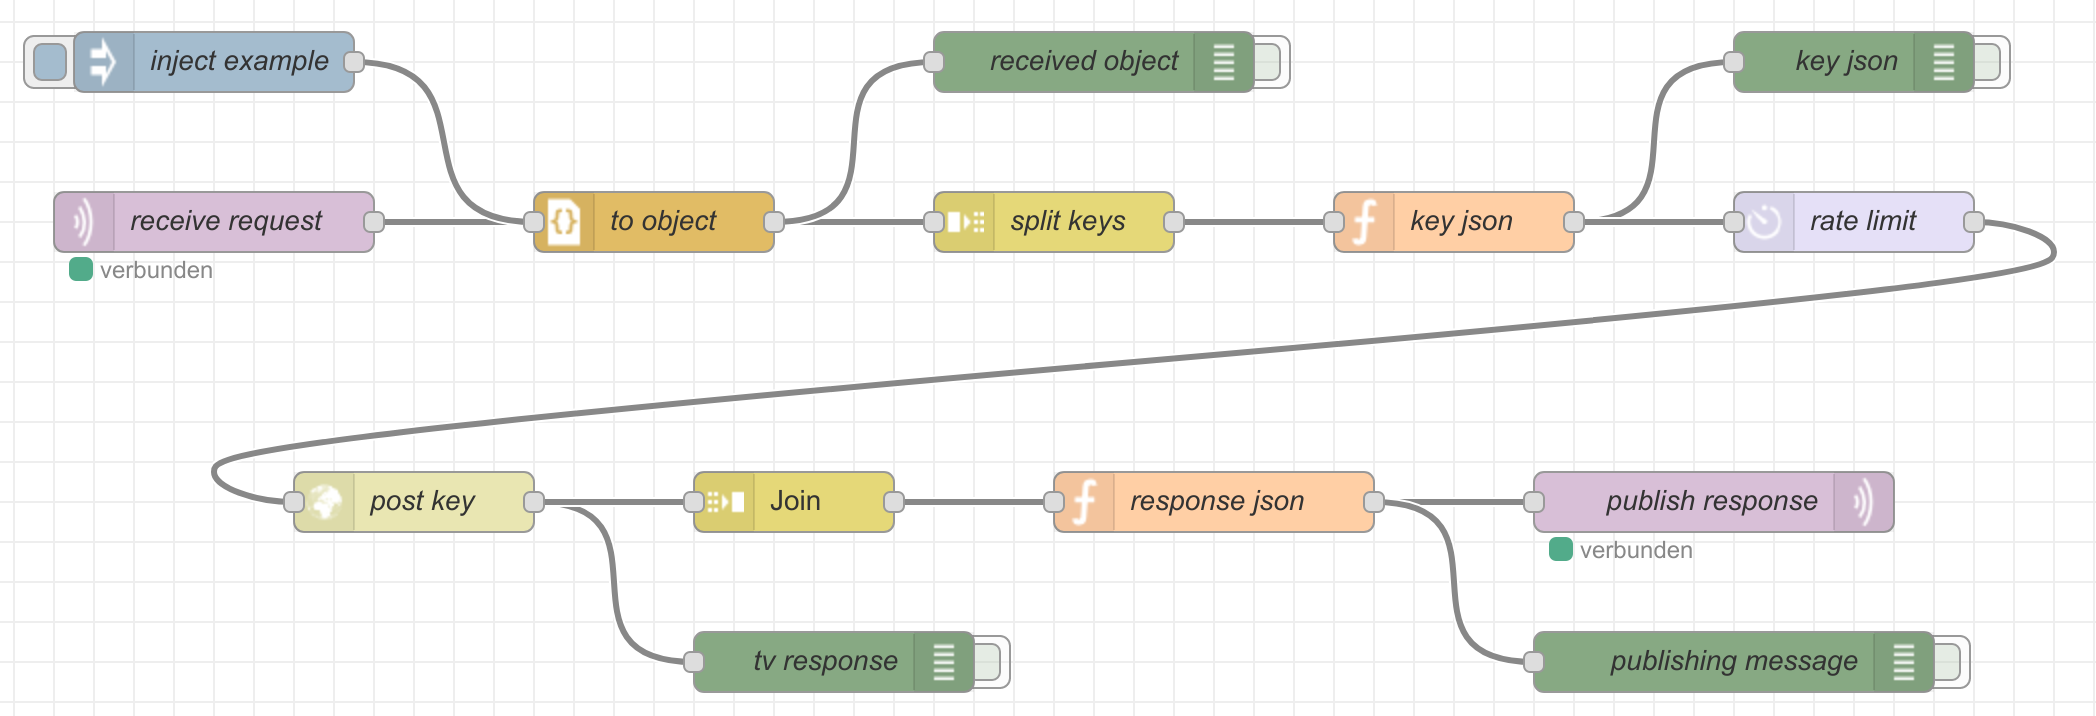 inject example
received object
key json
receive request
to object
split keys
key json
rate limit
verbunden
post key
Join
response json
publish response
verbunden
tv response
publishing message